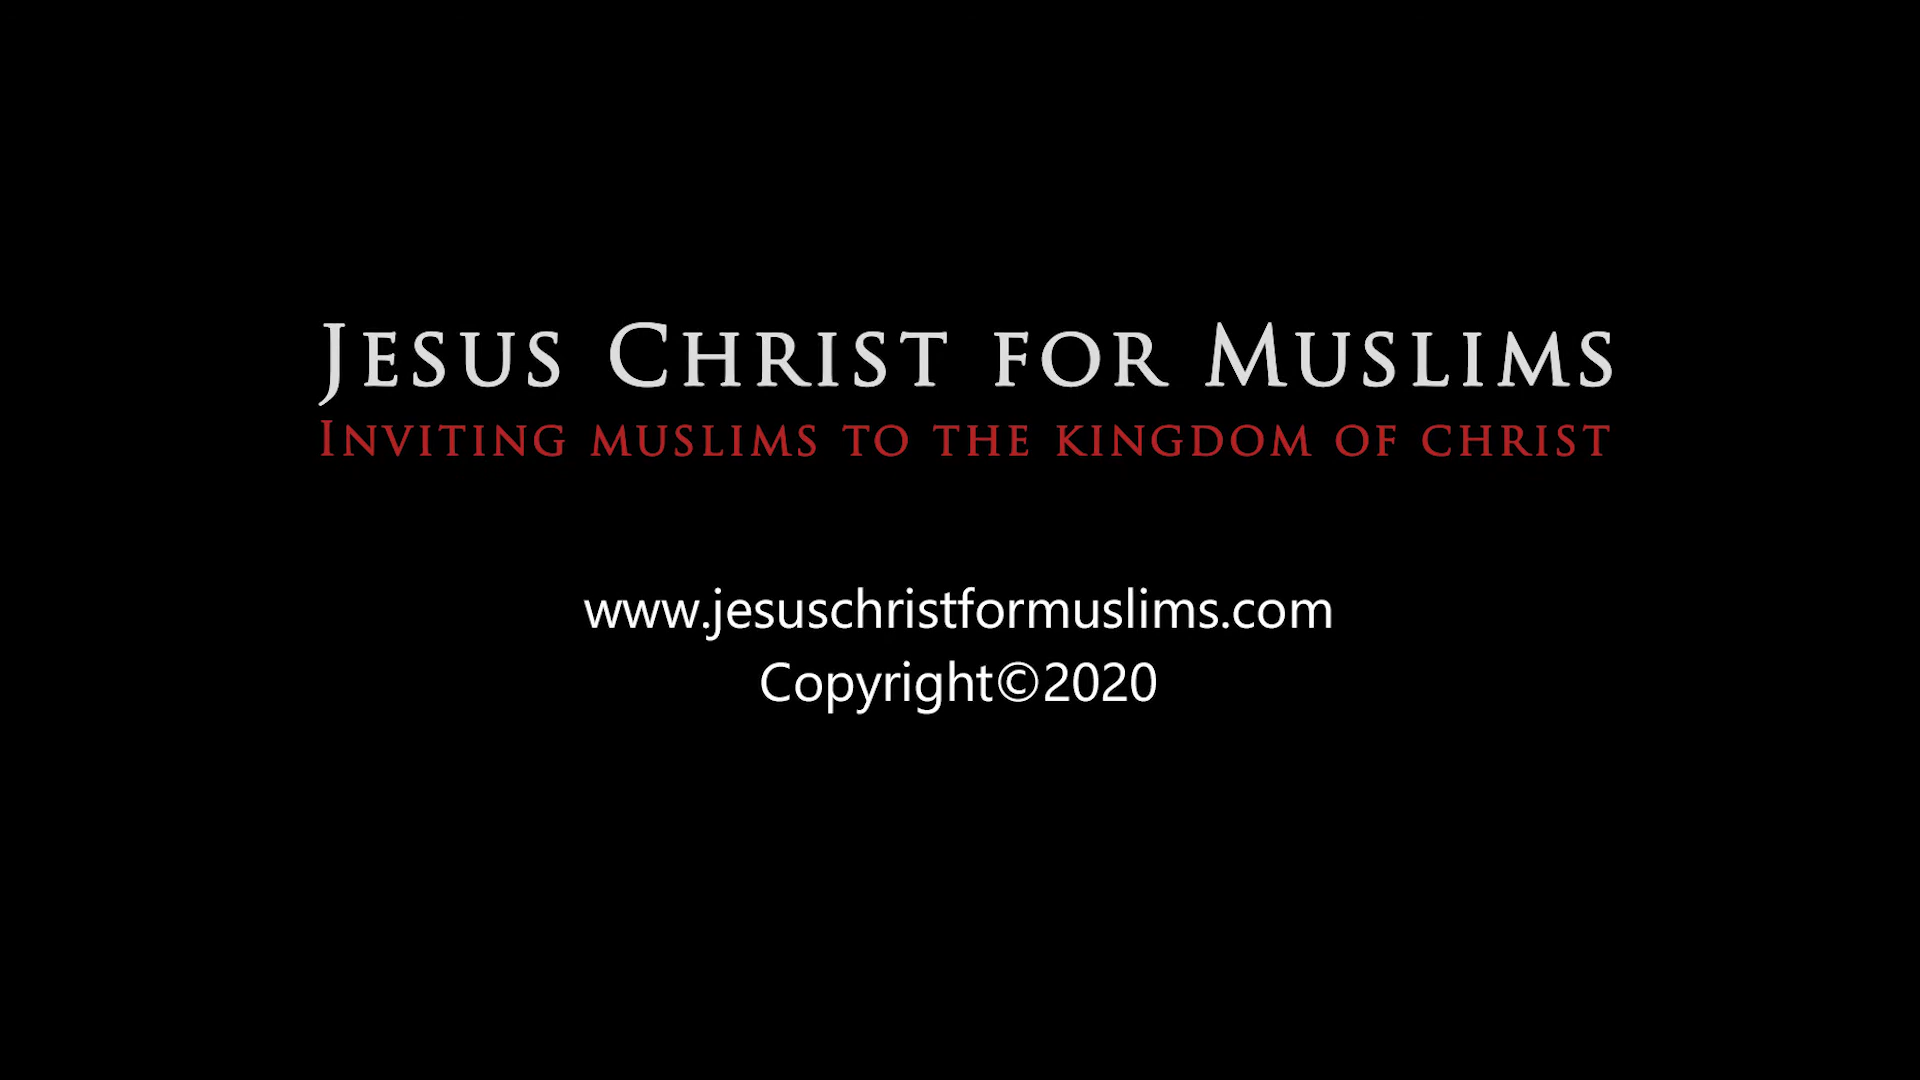 Jesus Christ for Muslims
Inviting muslims to the kingdom of christ
www.jesuschristformuslims.com
Copyright©2020